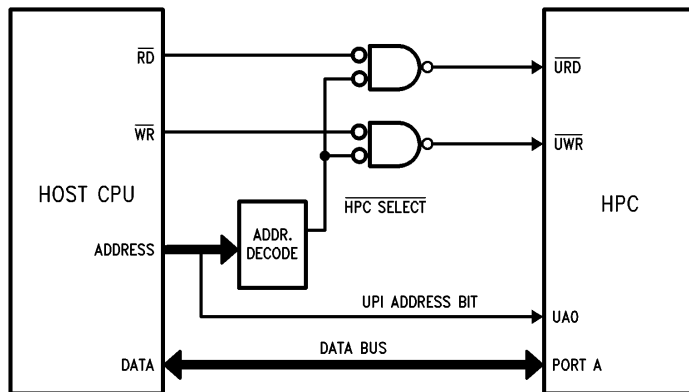 RD
URD
WR
UWR
HOST CPU
HPC SELECT
HPC
ADDR.
DECODE
ADDRESS
UPI ADDRESS BIT
UA0
DATA BUS
DATA
PORT A